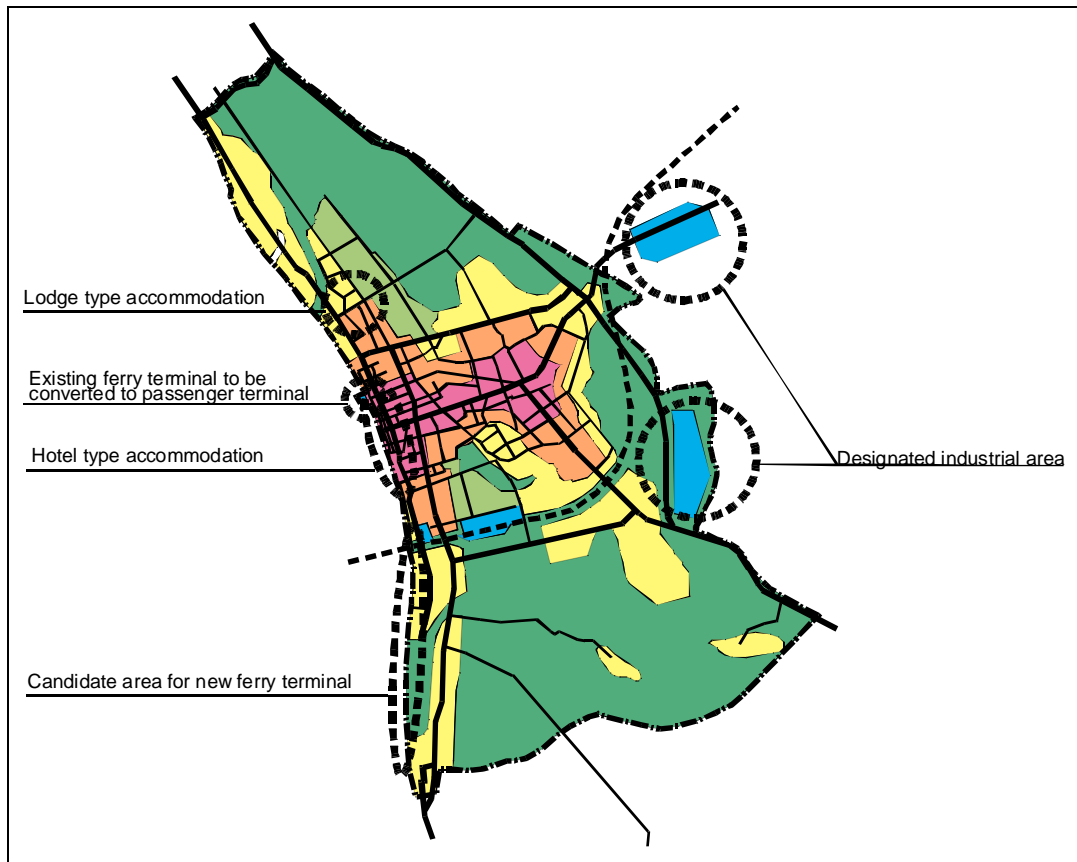 Lodge type accommodation
Existing ferry terminal to be
converted to passenger terminal
Hotel type accommodation
Designated industrial area
Candidate area for new ferry terminal